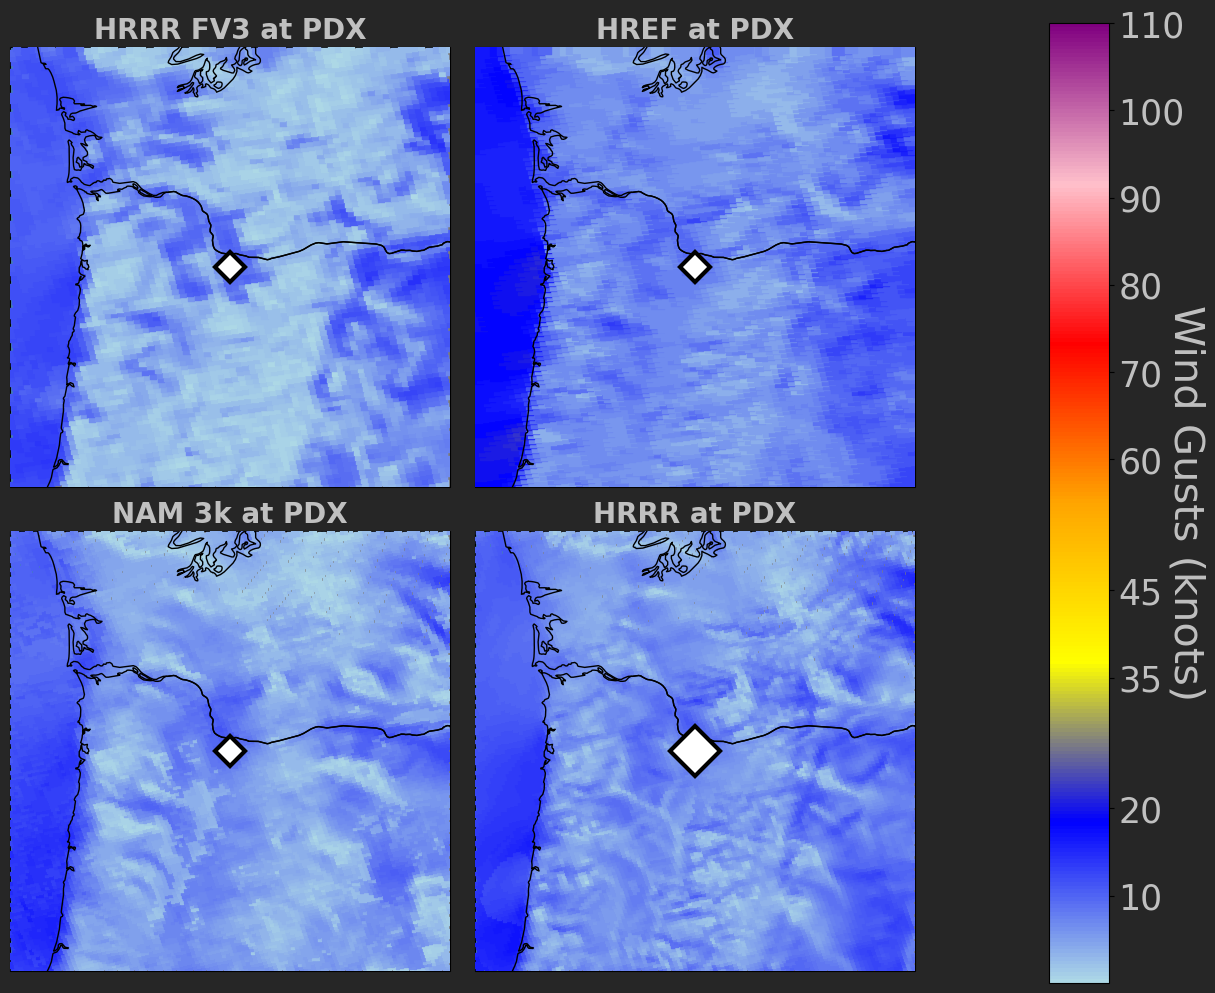 HRRR FV3 at PDX
HREF at PDX
NAM 3k at PDX
HRRR at PDX
110
100
90
80
70
60
45
35
20
10
Wind Gusts (knots)